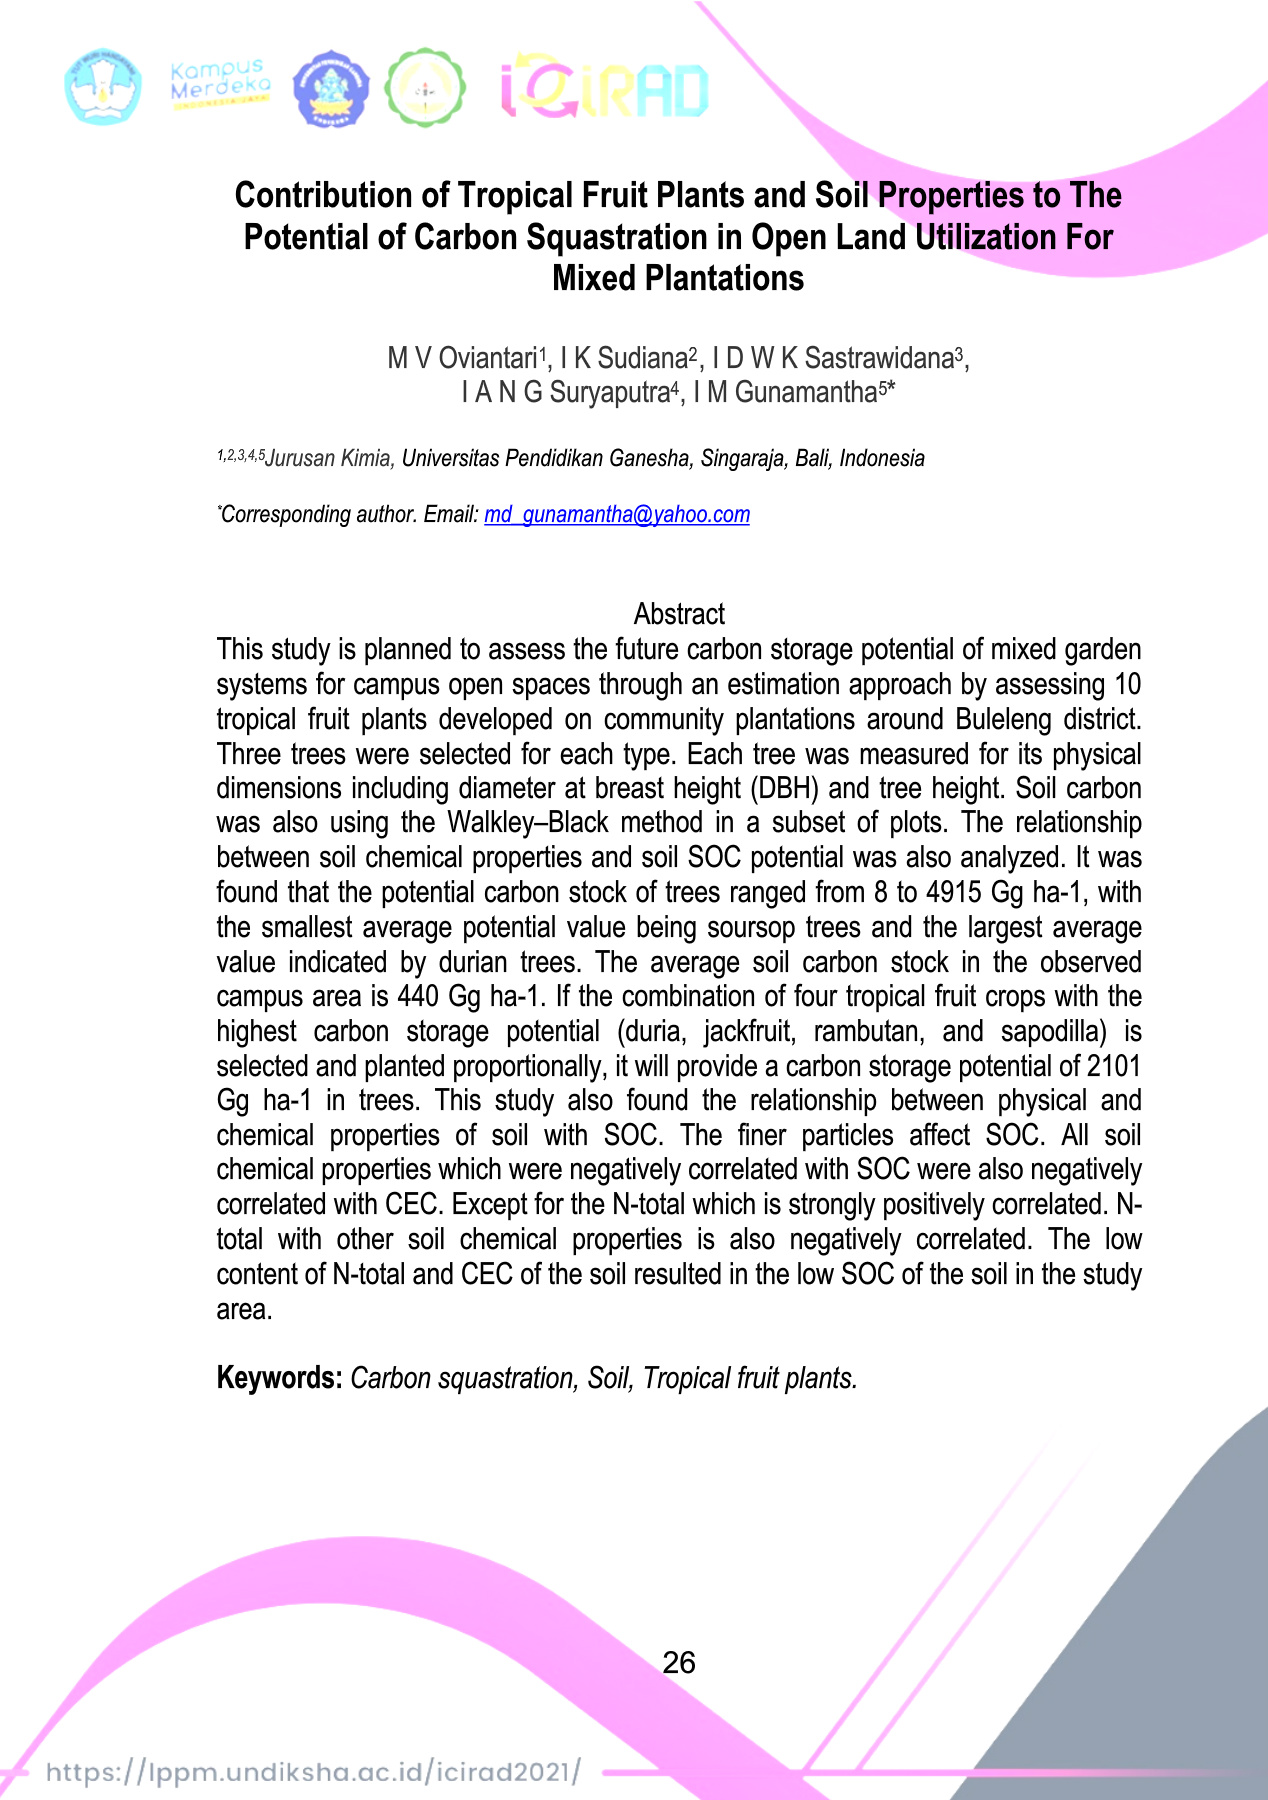 Kampus
Merdeka
INDONESIA JAYA
iCiRAD
Contribution of Tropical Fruit Plants and Soil Properties to The
Potential of Carbon Squastration in Open Land Utilization For
Mixed Plantations
M V Oviantari1, I K Sudiana2, I D W K Sastrawidana3,
I A N G Suryaputra4, I M Gunamantha5*
1,2,3,4,5Jurusan Kimia, Universitas Pendidikan Ganesha, Singaraja, Bali, Indonesia
*Corresponding author. Email: md_gunamantha@yahoo.com
Abstract
This study is planned to assess the future carbon storage potential of mixed garden
systems for campus open spaces through an estimation approach by assessing 10
tropical fruit plants developed on community plantations around Buleleng district.
Three trees were selected for each type. Each tree was measured for its physical
dimensions including diameter at breast height (DBH) and tree height. Soil carbon
was also using the Walkley–Black method in a subset of plots. The relationship
between soil chemical properties and soil SOC potential was also analyzed. It was
found that the potential carbon stock of trees ranged from 8 to 4915 Gg ha-1, with
the smallest average potential value being soursop trees and the largest average
value indicated by durian trees. The average soil carbon stock in the observed
campus area is 440 Gg ha-1. If the combination of four tropical fruit crops with the
highest carbon storage potential (duria, jackfruit, rambutan, and sapodilla) is
selected and planted proportionally, it will provide a carbon storage potential of 2101
Gg ha-1 in trees. This study also found the relationship between physical and
chemical properties of soil with SOC. The finer particles affect SOC. All soil
chemical properties which were negatively correlated with SOC were also negatively
correlated with CEC. Except for the N-total which is strongly positively correlated. N-
total with other soil chemical properties is also negatively correlated. The low
content of N-total and CEC of the soil resulted in the low SOC of the soil in the study
area.
Keywords: Carbon squastration, Soil, Tropical fruit plants.
26
https://lppm.undiksha.ac.id/icirad2021/